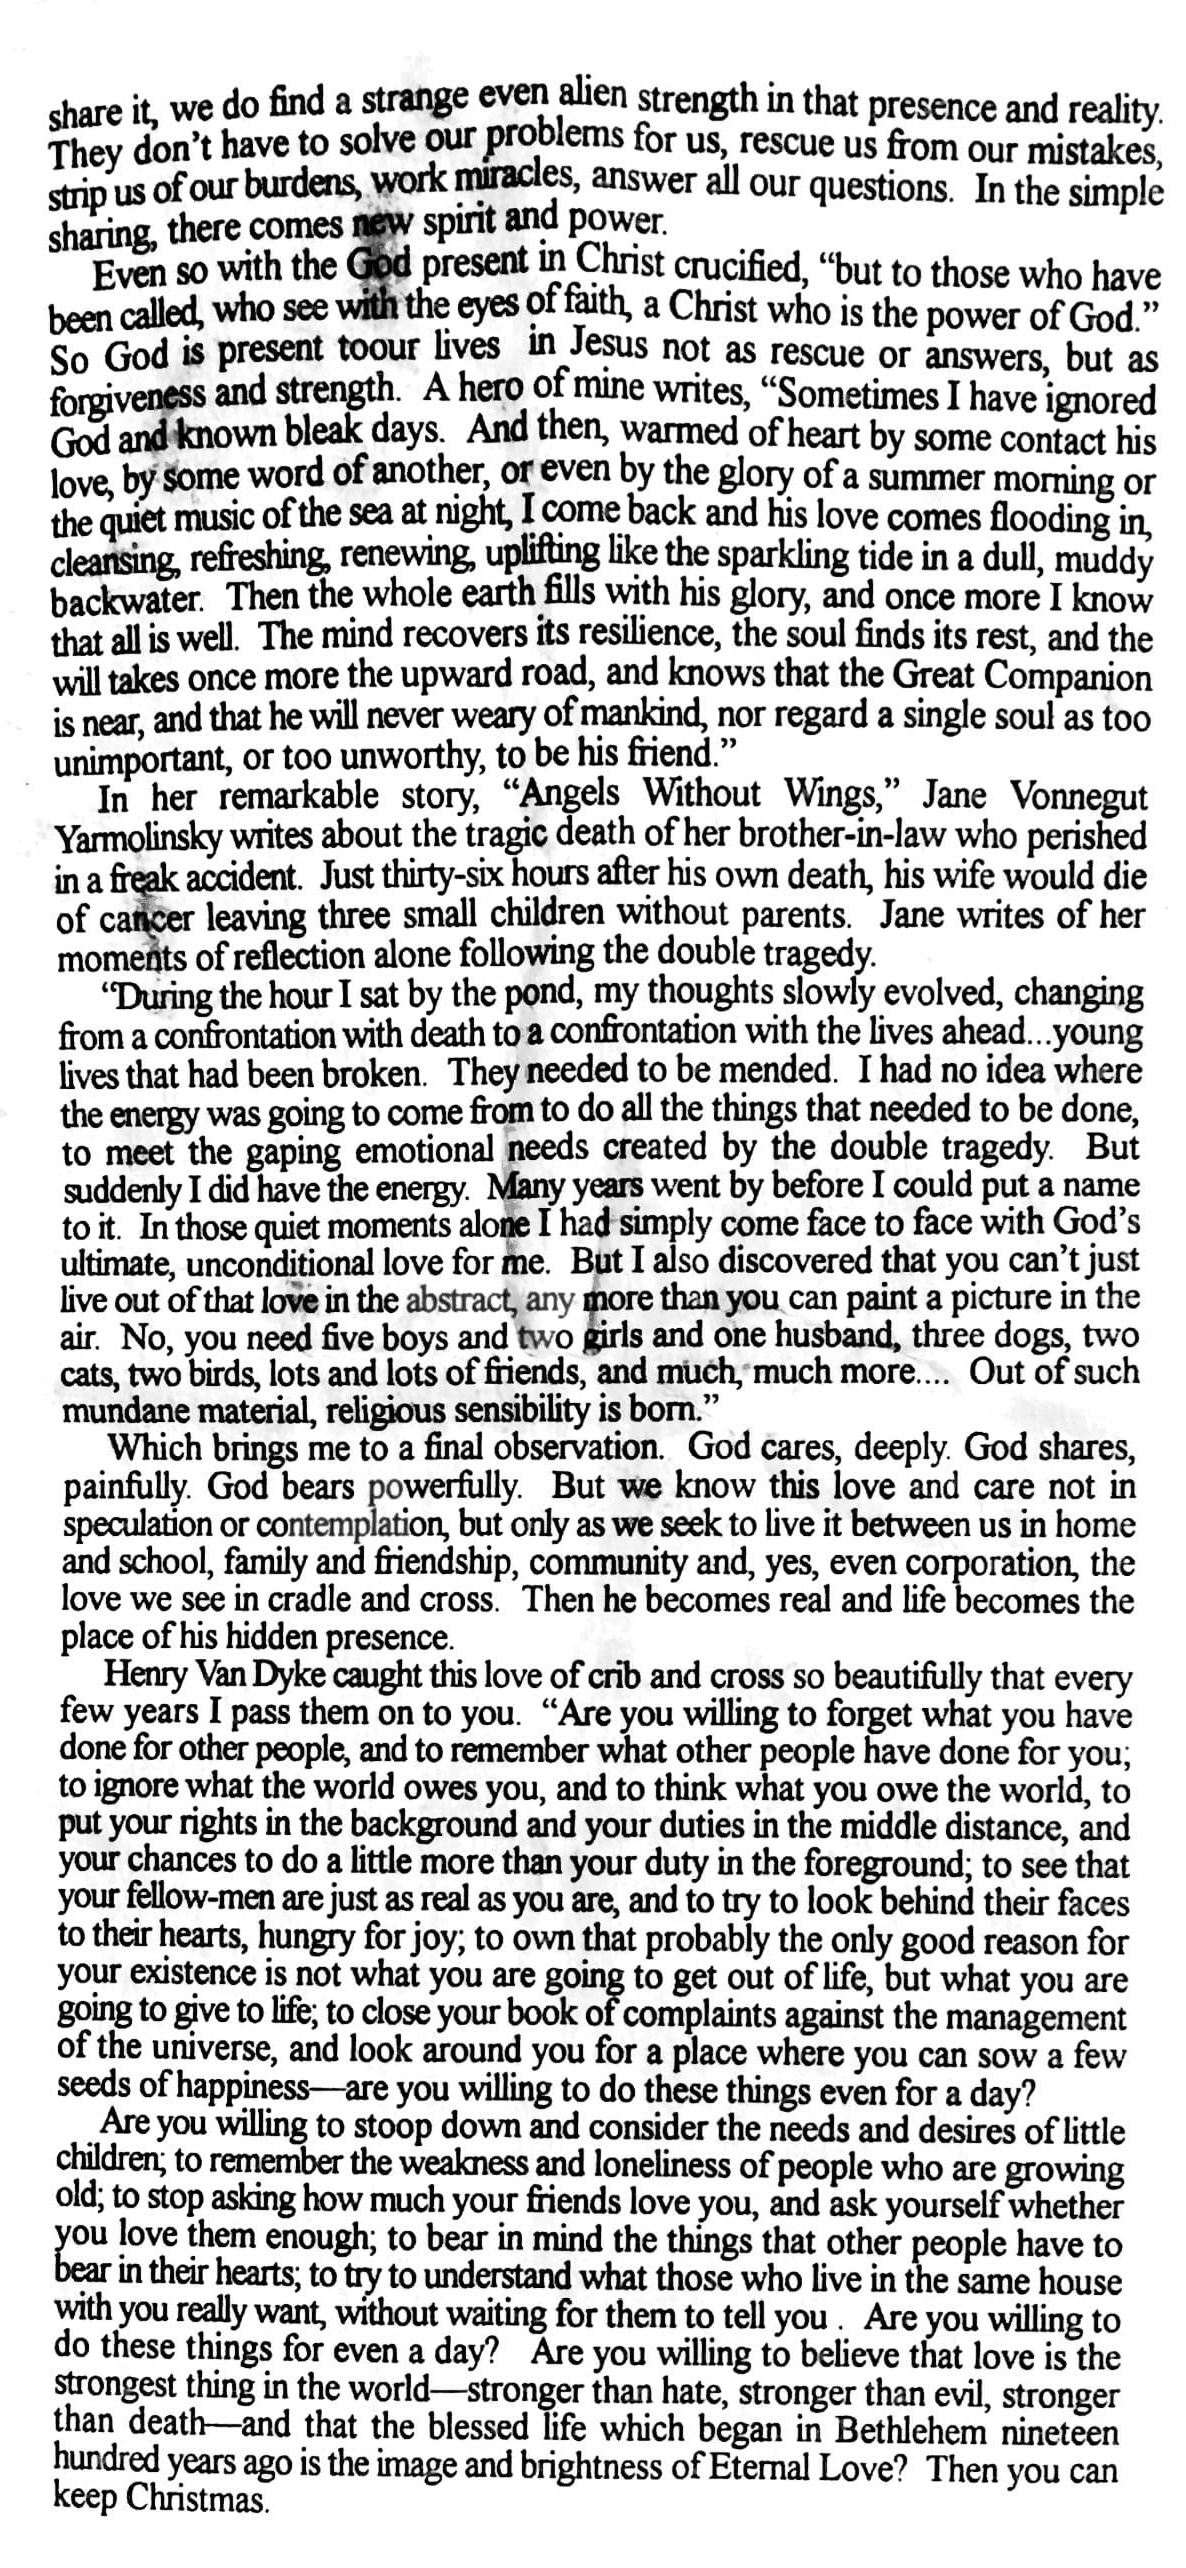 share it, we do find a strange even alien strength in that presence and reality.
They don't have to solve our problems for us, rescue us from our mistakes,
strip us of our burdens, work miracles, answer all our questions. In the simple
sharing, there comes new spirit and power.
Even so with the God present in Christ crucified, “but to those who have
been called, who see with the eyes of faith, a Christ who is the power of God.”
So God is present toour lives in Jesus not as rescue or answers, but as
forgiveness and strength. A hero of mine writes, “Sometimes I have ignored
God and known bleak days. And then, warmed of heart by some contact his
love, by some word of another, or even by the glory of a summer morning or
the quiet music of the sea at night, I come back and his love comes flooding in,
cleansing, refreshing, renewing, uplifting like the sparkling tide in a dull, muddy
backwater. Then the whole earth fills with his glory, and once more I know
that all is well. The mind recovers its resilience, the soul finds its rest, and the
will takes once more the upward road, and knows that the Great Companion
is near, and that he will never weary of mankind, nor regard a single soul as too
unimportant, or too unworthy, to be his friend.”
In her remarkable story, “Angels Without Wings,” Jane Vonnegut
Yarmolinsky writes about the tragic death of her brother-in-law who perished
in a freak accident. Just thirty-six hours after his own death, his wife would die
of cancer leaving three small children without parents. Jane writes of her
moments of reflection alone following the double tragedy.
“During the hour I sat by the pond, my thoughts slowly evolved, changing
from a confrontation with death to a confrontation with the lives ahead...young
lives that had been broken. They needed to be mended. I had no idea where
the energy was going to come from to do all the things that needed to be done,
to meet the gaping emotional needs created by the double tragedy. But
suddenly I did have the energy. Many years went by before I could put a name
to it. In those quiet moments alone I had simply come face to face with God's
ultimate, unconditional love for me. But I also discovered that you can't just
live out of that love in the abstract, any more than you can paint a picture in the
air. No, you need five boys and two girls and one husband, three dogs, two
cats, two birds, lots and lots of friends, and much, much more.... Out of such
mundane material, religious sensibility is born.”
Which brings me to a final observation. God cares, deeply. God shares,
painfully. God bears powerfully. But we know this love and care not in
speculation or contemplation, but only as we seek to live it between us in home
and school, family and friendship, community and, yes, even corporation, the
love we see in cradle and cross. Then he becomes real and life becomes the
place of his hidden presence.
Henry Van Dyke caught this love of crib and cross so beautifully that every
few years I pass them on to you. “Are you willing to forget what you have
done for other people, and to remember what other people have done for you;
to ignore what the world owes you, and to think what you owe the world, to
put your rights in the background and your duties in the middle distance, and
your chances to do a little more than your duty in the foreground; to see that
your fellow-men are just as real as you are, and to try to look behind their faces
to their hearts, hungry for joy; to own that probably the only good reason for
your existence is not what you are going to get out of life, but what you are
going to give to life; to close your book of complaints against the management
of the universe, and look around you for a place where you can sow a few
seeds of happiness—are you willing to do these things even for a day?
Are you willing to stoop down and consider the needs and desires of little
children; to remember the weakness and loneliness of people who are growing
old; to stop asking how much your friends love you, and ask yourself whether
you love them enough; to bear in mind the things that other people have to
bear in their hearts; to try to understand what those who live in the same house
with you really want, without waiting for them to tell you . Are you willing to
do these things for even a day? Are you willing to believe that love is the
strongest thing in the world—stronger than hate, stronger than evil, stronger
than death—and that the blessed life which began in Bethlehem nineteen
hundred years ago is the image and brightness of Eternal Love? Then you can
keep Christmas.